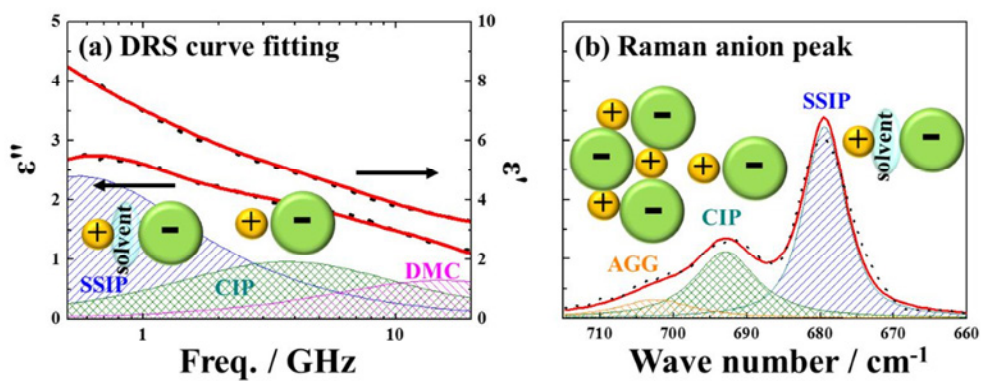 (a) DRS curve fitting
ε"
5
4
3
2
1
0
10
8
6
4
2
0
ε'
+
solvent
-
SSIP
+
-
CIP
DMC
1
10
Freq. / GHz
(b) Raman anion peak
+
-
-
+
+
-
AGG
CIP
+
-
SSIP
+
solvent
-
710
700
690
680
670
660
Wave number / cm⁻¹